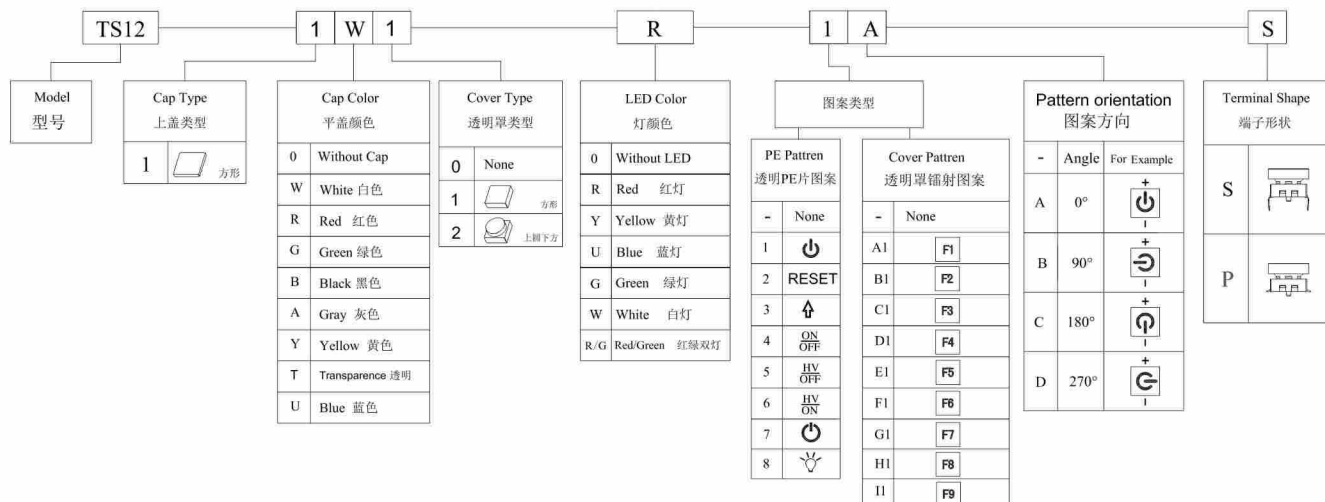 TS12 1 W 1 R 1 A S
Model
型号
Cap Type
上盖类型
1 方形
Cap Color
平盖颜色
0 Without Cap
W White 白色
R Red 红色
G Green 绿色
B Black 黑色
A Gray 灰色
Y Yellow 黄色
T Transparence 透明
U Blue 蓝色
Cover Type
透明罩类型
0 None
1 方形
2 上圆下方
LED Color
灯颜色
0 Without LED
R Red 红灯
Y Yellow 黄灯
U Blue 蓝灯
G Green 绿灯
W White 白灯
R/G Red/Green 红绿双灯
图案类型
PE Pattren
透明PE片图案
- None
1
2 RESET
3
4 ON
OFF
5 HV
OFF
6 HV
ON
7
8
Cover Pattren
透明罩镭射图案
- None
A1 F1
B1 F2
C1 F3
D1 F4
E1 F5
F1 F6
G1 F7
H1 F8
I1 F9
Pattern orientation
图案方向
- Angle For Example
A 0° + −
B 90° + −
C 180° + −
D 270° + −
Terminal Shape
端子形状
S
P